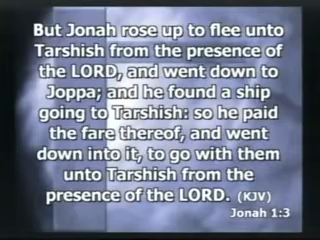 But Jonah rose up to flee unto
Tarshish from the presence of
the LORD, and went down to
Joppa; and he found a ship
going to Tarshish: so he paid
the fare thereof, and went
down into it, to go with them
unto Tarshish from the
presence of the LORD. (KJV)
Jonah 1:3